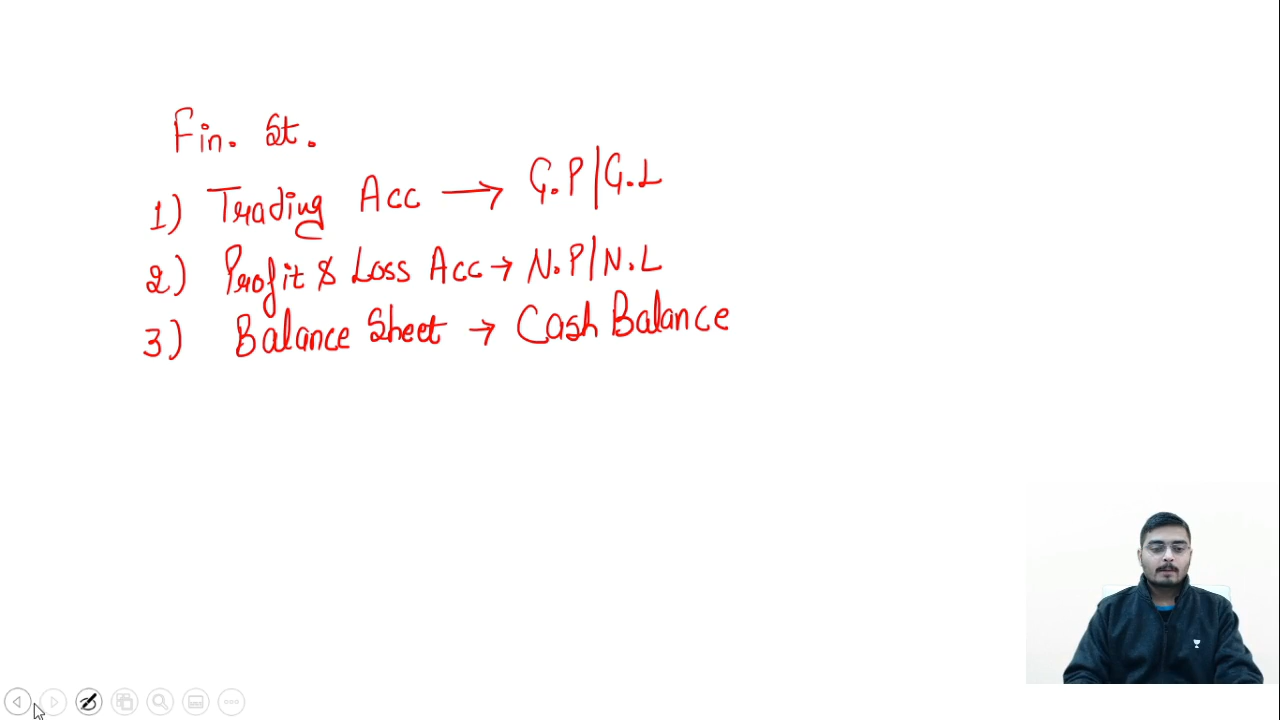 Fin. St.
1) Trading Acc → G.P|G.L
2) Profit & Loss Acc → N.P|N.L
3) Balance Sheet → Cash Balance